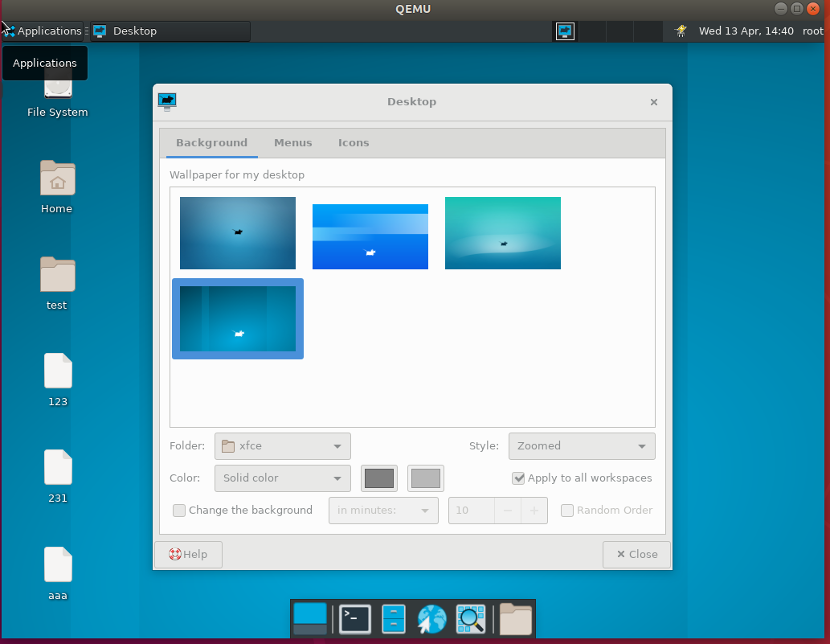 QEMU
Applications
Desktop
Wed 13 Apr, 14:40
root
Applications
File System
Home
test
123
231
aaa
Desktop
Background
Menus
Icons
Wallpaper for my desktop
Folder:
xfce
Style:
Zoomed
Color:
Solid color
Apply to all workspaces
Change the background
in minutes:
10
Random Order
Help
Close
>_